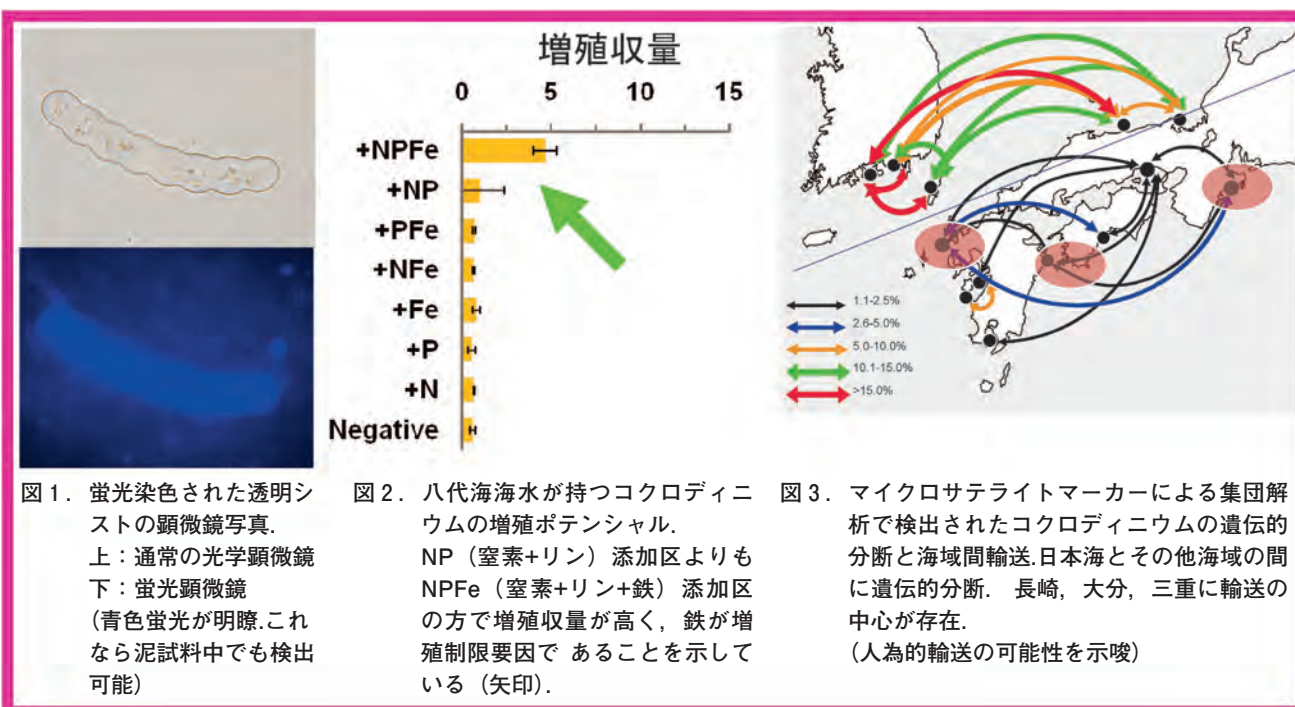 増殖収量
0 5 10 15
+NPFe
+NP
+PFe
+NFe
+Fe
+P
+N
Negative
1.1-2.5%
2.6-5.0%
5.0-10.0%
10.1-15.0%
>15.0%
図1．蛍光染色された透明シ
ストの顕微鏡写真.
上：通常の光学顕微鏡
下：蛍光顕微鏡
(青色蛍光が明瞭.これ
なら泥試料中でも検出
可能)
図2．八代海海水が持つコクロディニ
ウムの増殖ポテンシャル.
NP（窒素+リン）添加区よりも
NPFe（窒素+リン+鉄）添加区
の方で増殖収量が高く，鉄が増
殖制限要因で あることを示して
いる（矢印）.
図3．マイクロサテライトマーカーによる集団解
析で検出されたコクロディニウムの遺伝的
分断と海域間輸送.日本海とその他海域の間
に遺伝的分断． 長崎，大分，三重に輸送の
中心が存在.
（人為的輸送の可能性を示唆）